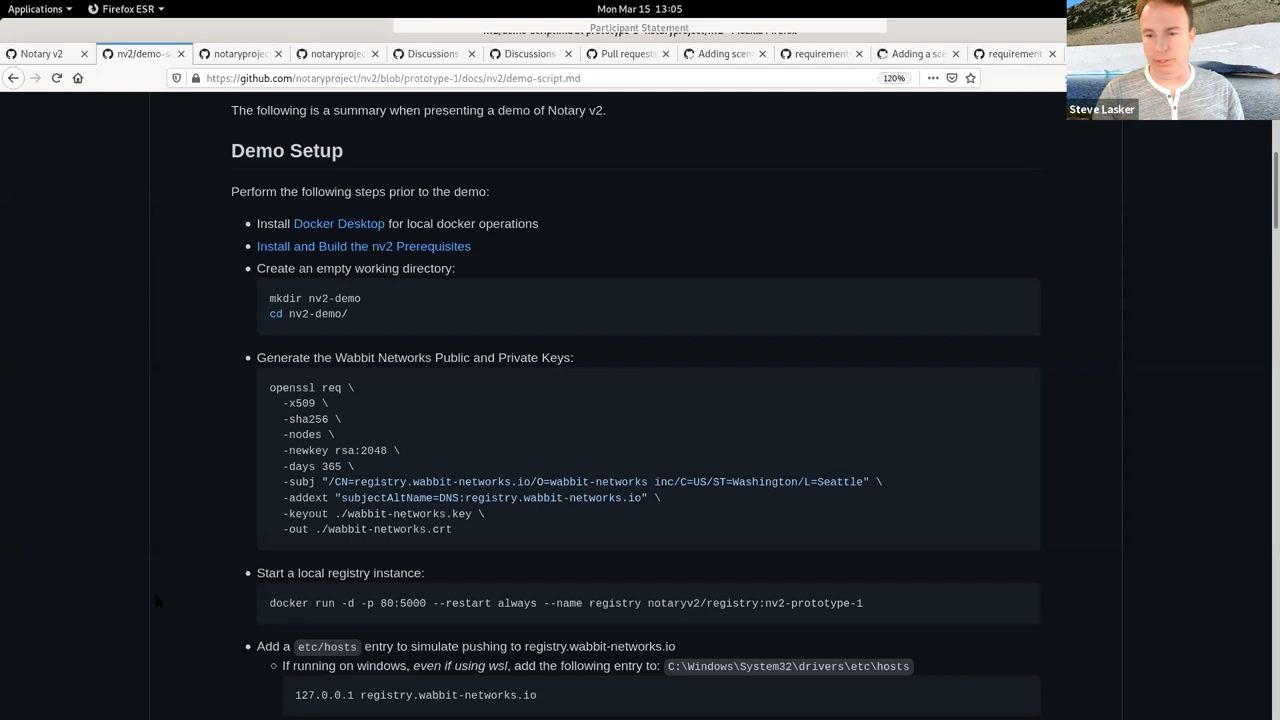 Applications
Firefox ESR
Mon Mar 15 13:05
Participant Statement
Notary v2
nv2/demo-s
notaryproje
notaryproj
Discussions
Discussions
Pull requests
Adding scen
requiremen
Adding a sce
requirement
https://github.com/notaryproject/nv2/blob/prototype-1/docs/nv2/demo-script.md
120%
Steve Lasker
The following is a summary when presenting a demo of Notary v2.
Demo Setup
Perform the following steps prior to the demo:
Install Docker Desktop for local docker operations
Install and Build the nv2 Prerequisites
Create an empty working directory:
mkdir nv2-demo
cd nv2-demo/
Generate the Wabbit Networks Public and Private Keys:
openssl req \
-x509 \
-sha256 \
-nodes \
-newkey rsa:2048 \
-days 365 \
-subj "/CN=registry.wabbit-networks.io/O=wabbit-networks inc/C=US/ST=Washington/L=Seattle" \
-addext "subjectAltName=DNS:registry.wabbit-networks.io" \
-keyout ./wabbit-networks.key \
-out ./wabbit-networks.crt
Start a local registry instance:
docker run -d -p 80:5000 --restart always --name registry notaryv2/registry:nv2-prototype-1
Add a etc/hosts entry to simulate pushing to registry.wabbit-networks.io
If running on windows, even if using wsl, add the following entry to: C:\Windows\System32\drivers\etc\hosts
127.0.0.1 registry.wabbit-networks.io